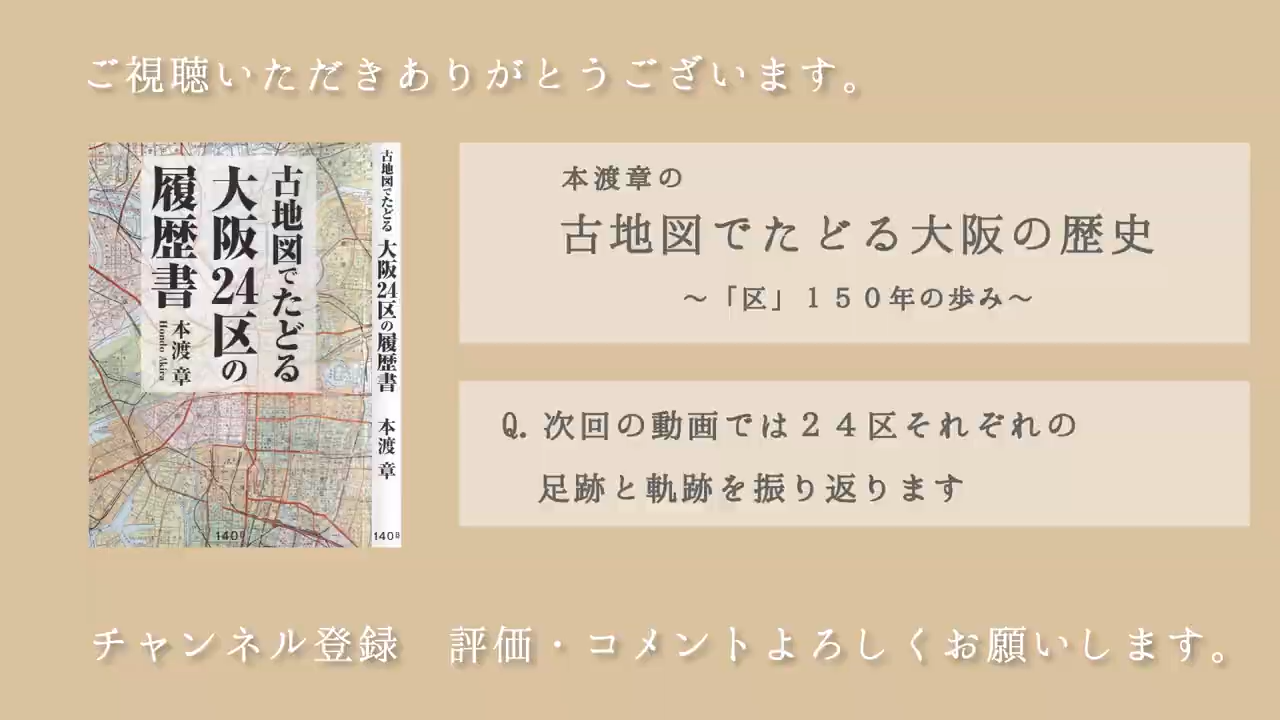 ご視聴いただきありがとうございます。
古地図でたどる
大阪24区の
履歴書
本渡 章
Hondo Akira
140B
古地図でたどる 大阪24区の履歴書 本渡 章
140B
本渡章の
古地図でたどる大阪の歴史
～「区」１５０年の歩み～
Q. 次回の動画では２４区それぞれの
足跡と軌跡を振り返ります
チャンネル登録　評価・コメントよろしくお願いします。